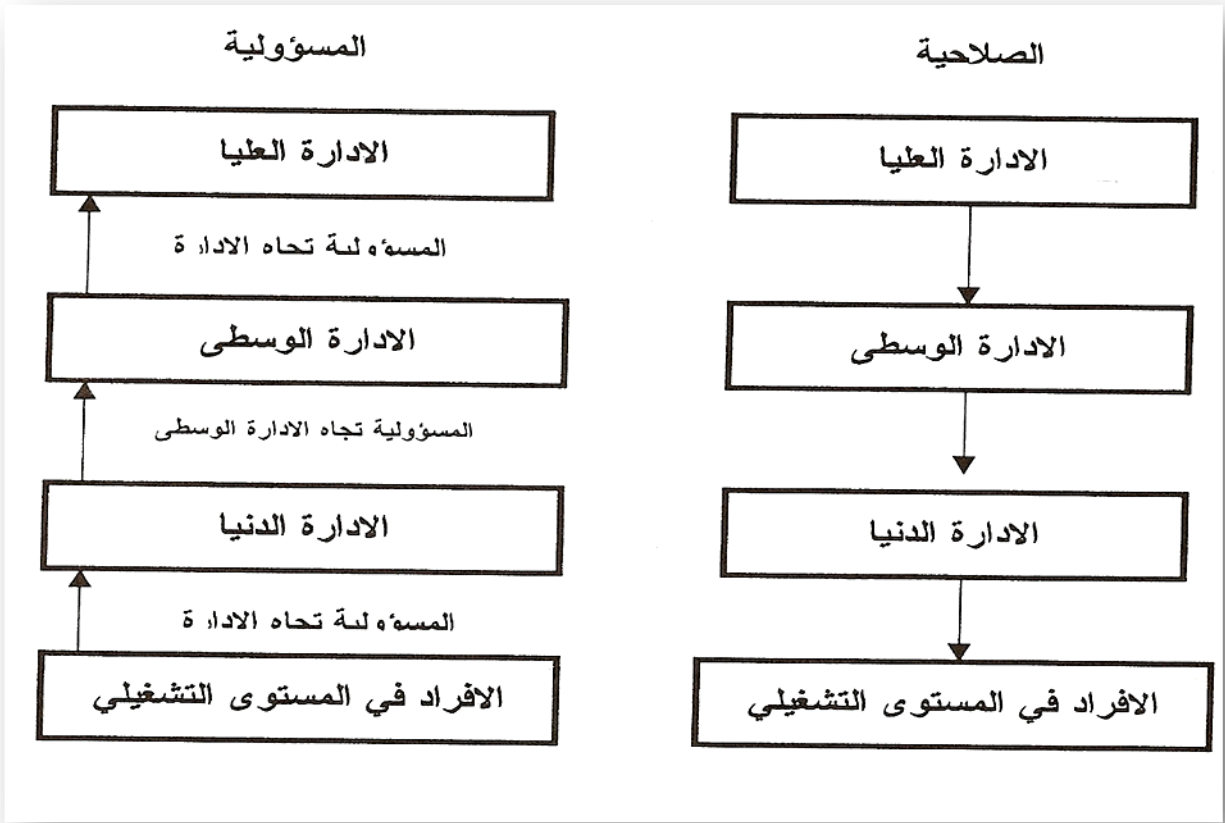 الصلاحية
الادارة العليا
الادارة الوسطى
الادارة الدنيا
الافراد في المستوى التشغيلي
المسؤولية
الادارة العليا
المسؤولية تجاه الادارة
الادارة الوسطى
المسؤولية تجاه الادارة الوسطى
الادارة الدنيا
المسؤولية تجاه الادارة
الافراد في المستوى التشغيلي